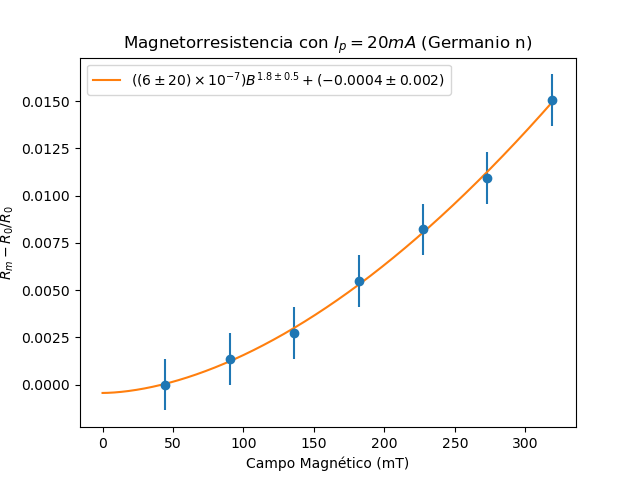 Magnetorresistencia con $I_p = 20mA$ (Germanio n)
$((6 \pm 20) \times 10^{-7})B^{1.8 \pm 0.5} + (-0.0004 \pm 0.002)$
0.0150
0.0125
0.0100
0.0075
0.0050
0.0025
0.0000
$R_m - R_0/R_0$
0 50 100 150 200 250 300
Campo Magnético (mT)